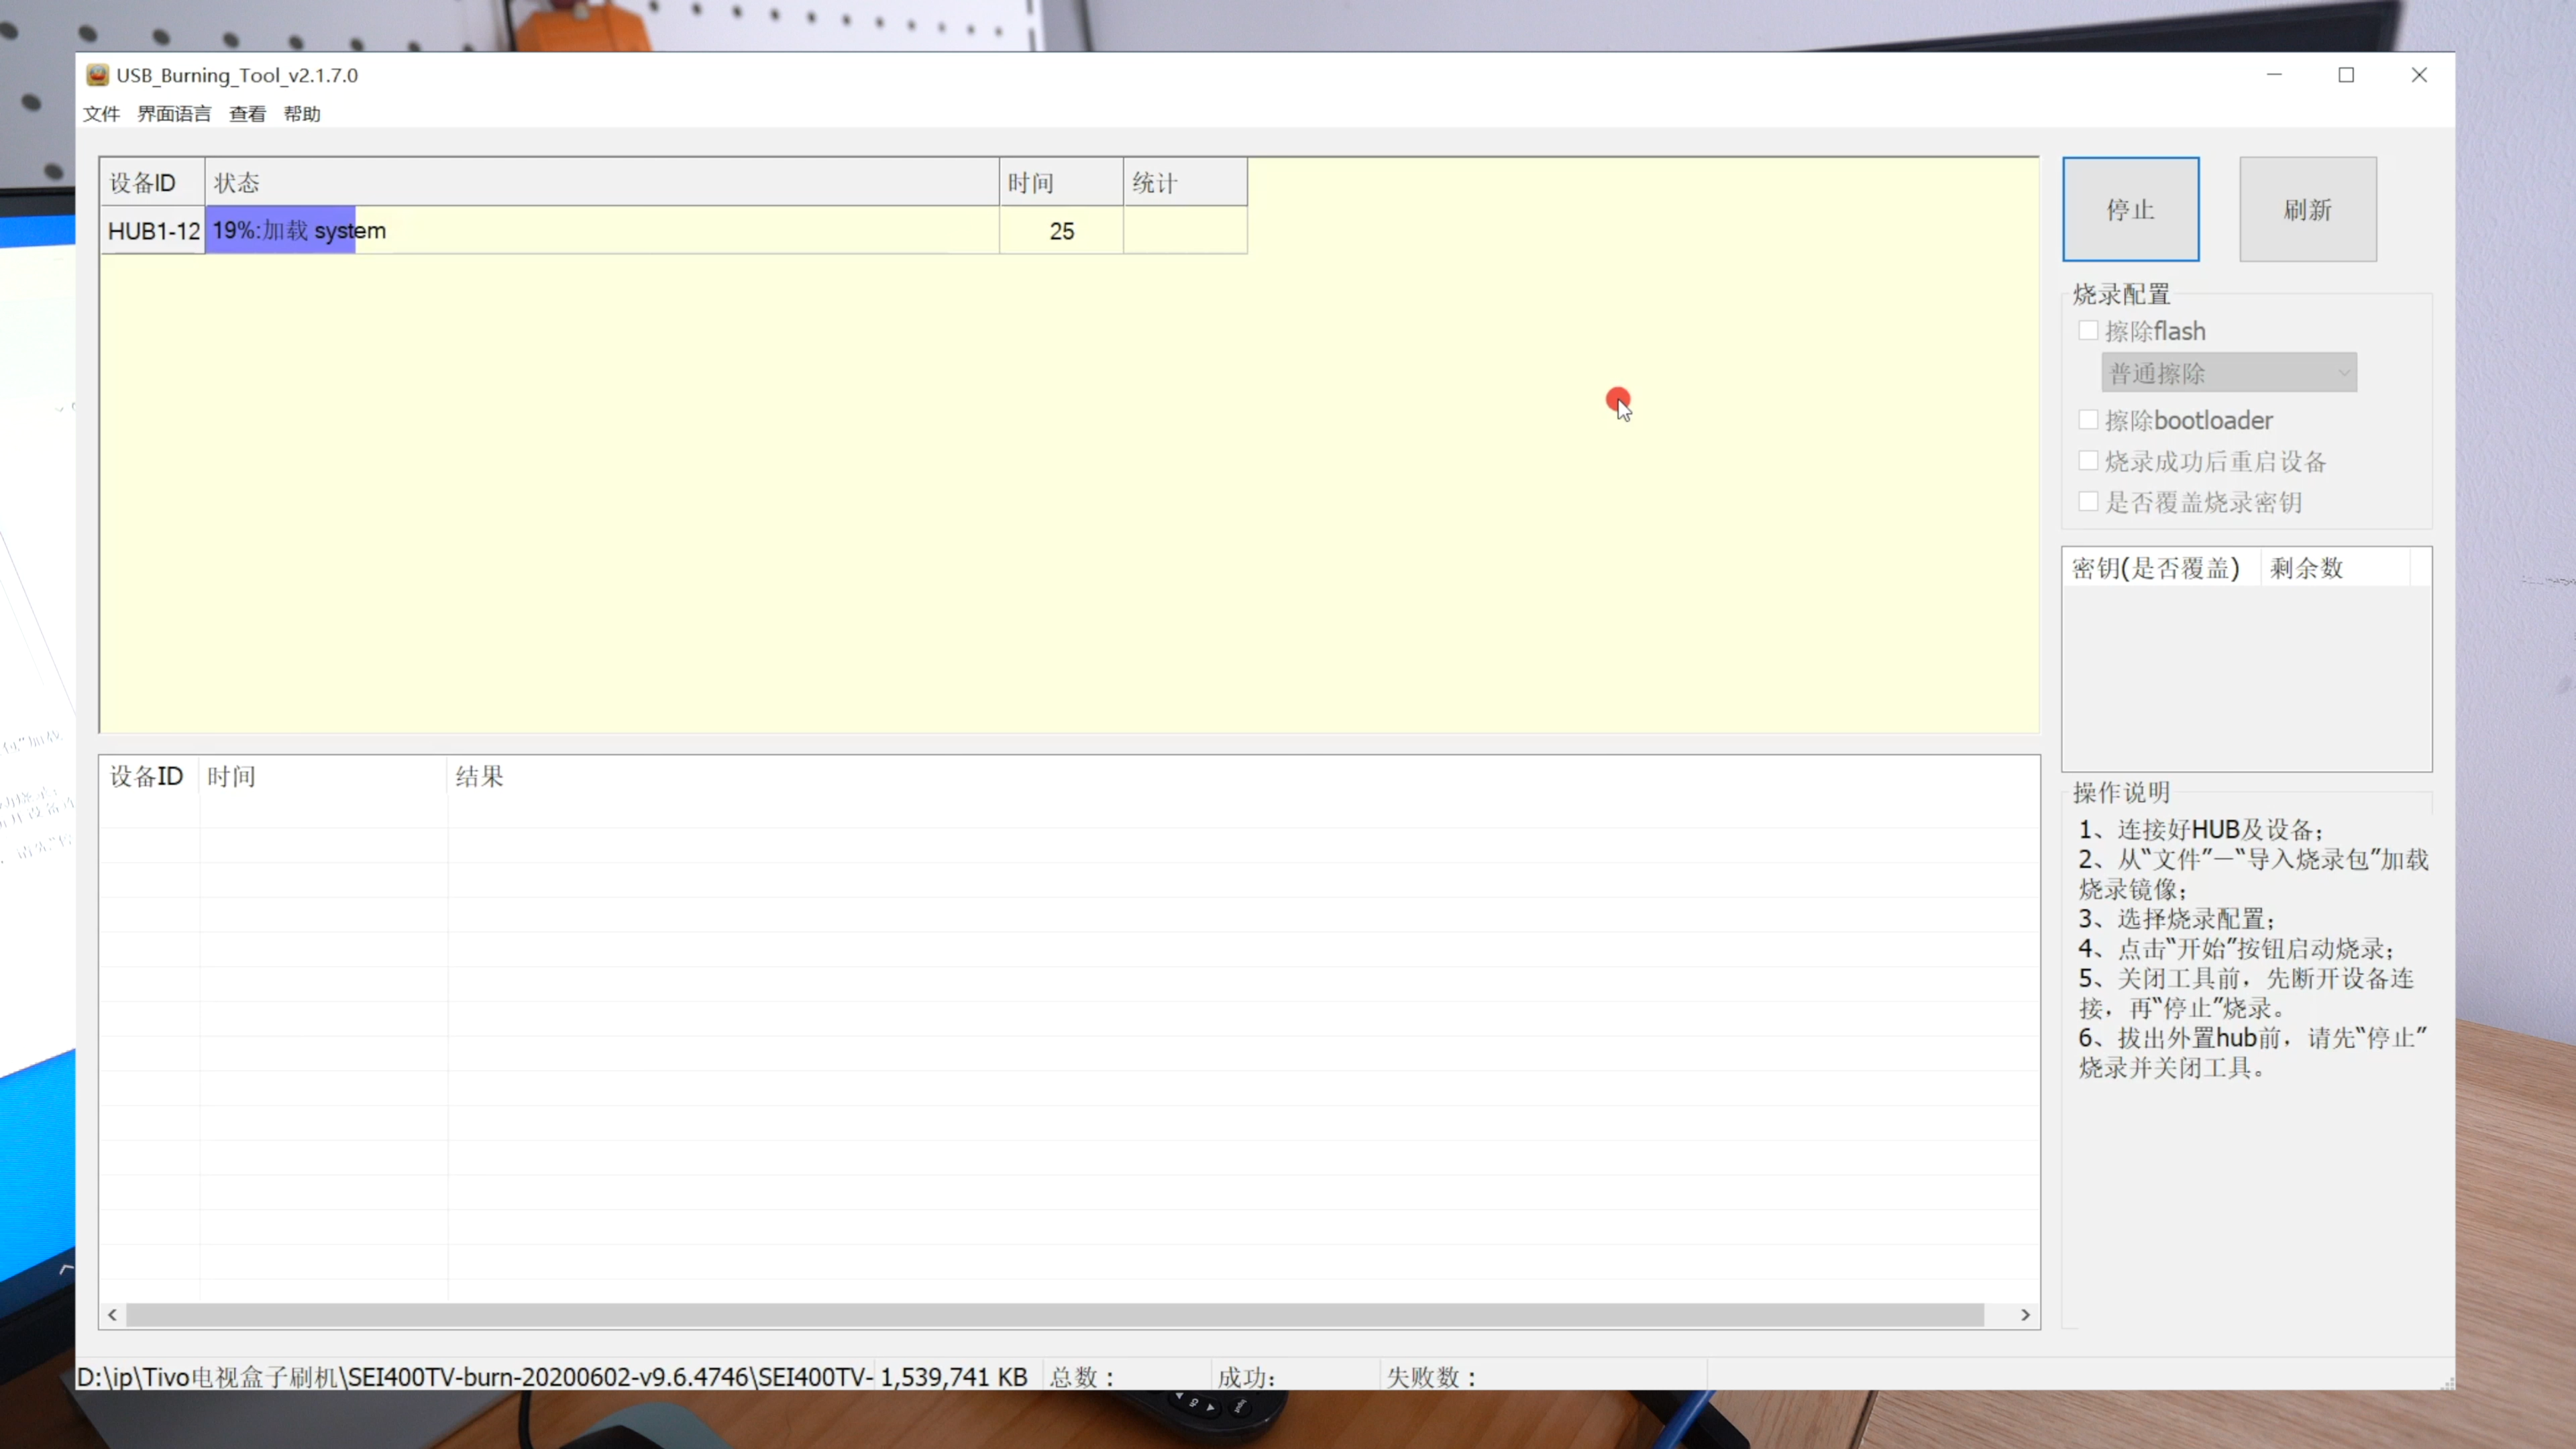 USB_Burning_Tool_v2.1.7.0
文件 界面语言 查看 帮助
设备ID 状态 时间 统计
HUB1-12 19%:加载 system 25
停止 刷新
烧录配置
擦除flash
普通擦除
擦除bootloader
烧录成功后重启设备
是否覆盖烧录密钥
密钥(是否覆盖) 剩余数
设备ID 时间 结果
操作说明
1、连接好HUB及设备;
2、从“文件”—“导入烧录包”加载
烧录镜像;
3、选择烧录配置;
4、点击“开始”按钮启动烧录;
5、关闭工具前，先断开设备连
接，再“停止”烧录。
6、拔出外置hub前，请先“停止”
烧录并关闭工具。
D:\ip\Tivo电视盒子刷机\SEI400TV-burn-20200602-v9.6.4746\SEI400TV- 1,539,741 KB 总数： 成功: 失败数：